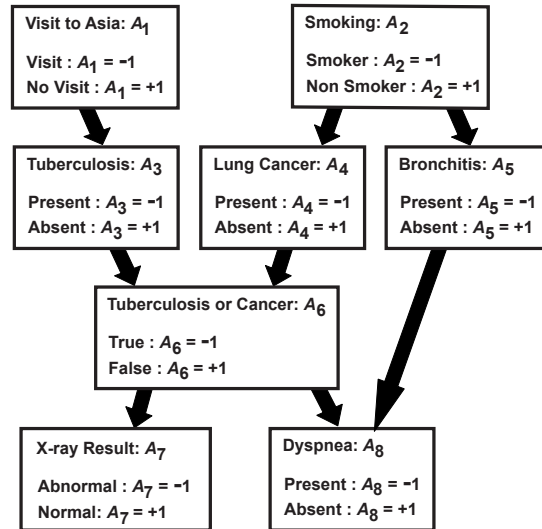 Visit to Asia: A1
Visit : A1 = -1
No Visit : A1 = +1
Smoking: A2
Smoker : A2 = -1
Non Smoker : A2 = +1
Tuberculosis: A3
Present : A3 = -1
Absent : A3 = +1
Lung Cancer: A4
Present : A4 = -1
Absent : A4 = +1
Bronchitis: A5
Present : A5 = -1
Absent : A5 = +1
Tuberculosis or Cancer: A6
True : A6 = -1
False : A6 = +1
X-ray Result: A7
Abnormal : A7 = -1
Normal: A7 = +1
Dyspnea: A8
Present : A8 = -1
Absent : A8 = +1